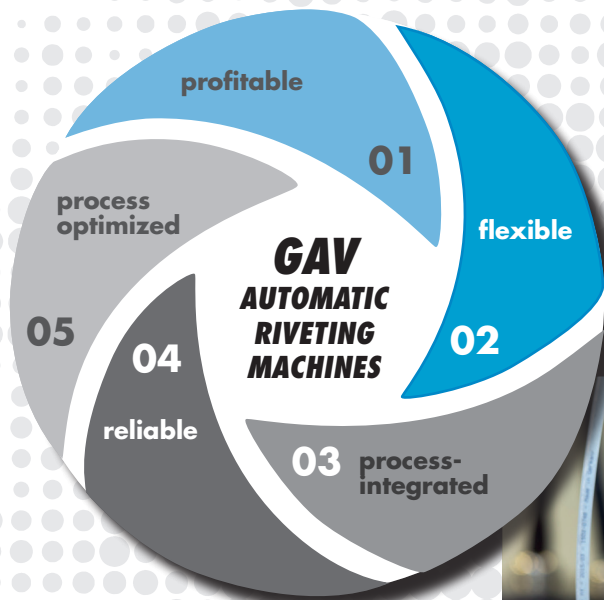 profitable
01
flexible
02
03
process-
integrated
04
reliable
process
optimized
05
GAV
AUTOMATIC
RIVETING
MACHINES